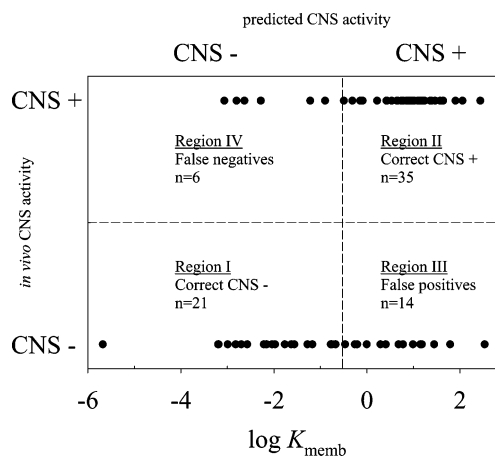 predicted CNS activity
CNS - CNS +
CNS +
Region IV
False negatives
n=6
Region II
Correct CNS +
n=35
in vivo CNS activity
Region I
Correct CNS -
n=21
Region III
False positives
n=14
CNS -
-6 -4 -2 0 2
log Kmemb